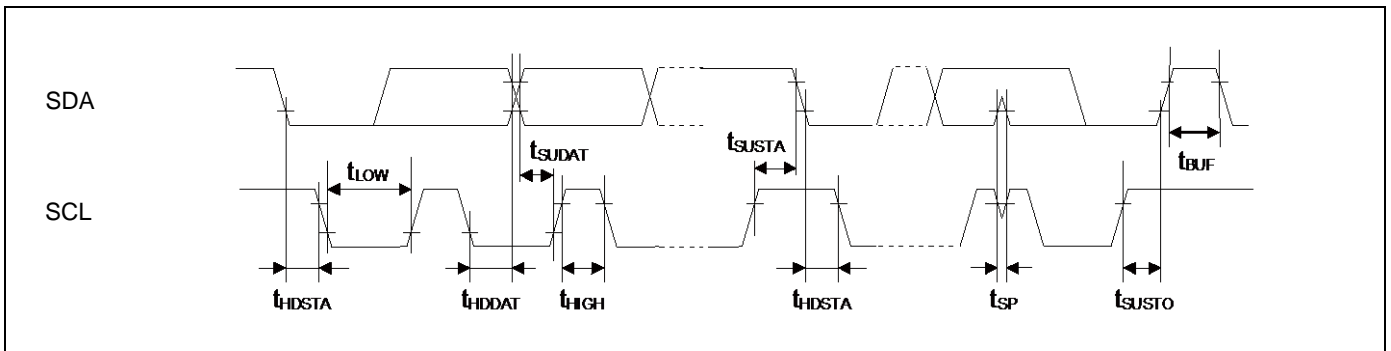 SDA
tSUDAT
tSUSTA
tBUF
tLOW
SCL
tHDSTA
tHDDAT
tHIGH
tHDSTA
tSP
tSUSTO